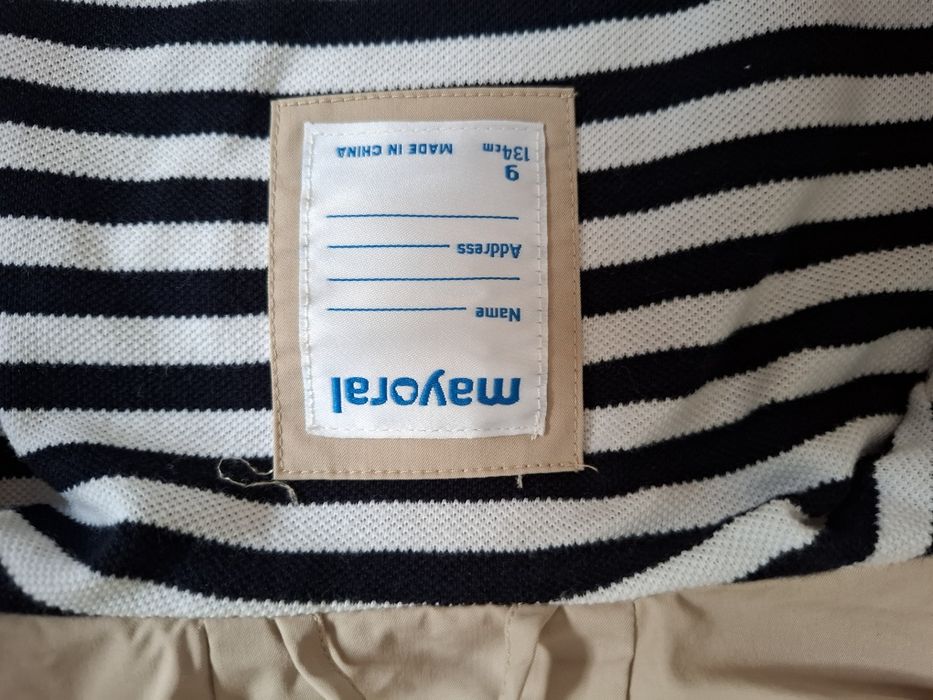 mayoral
Name
Address
9
134cm MADE IN CHINA